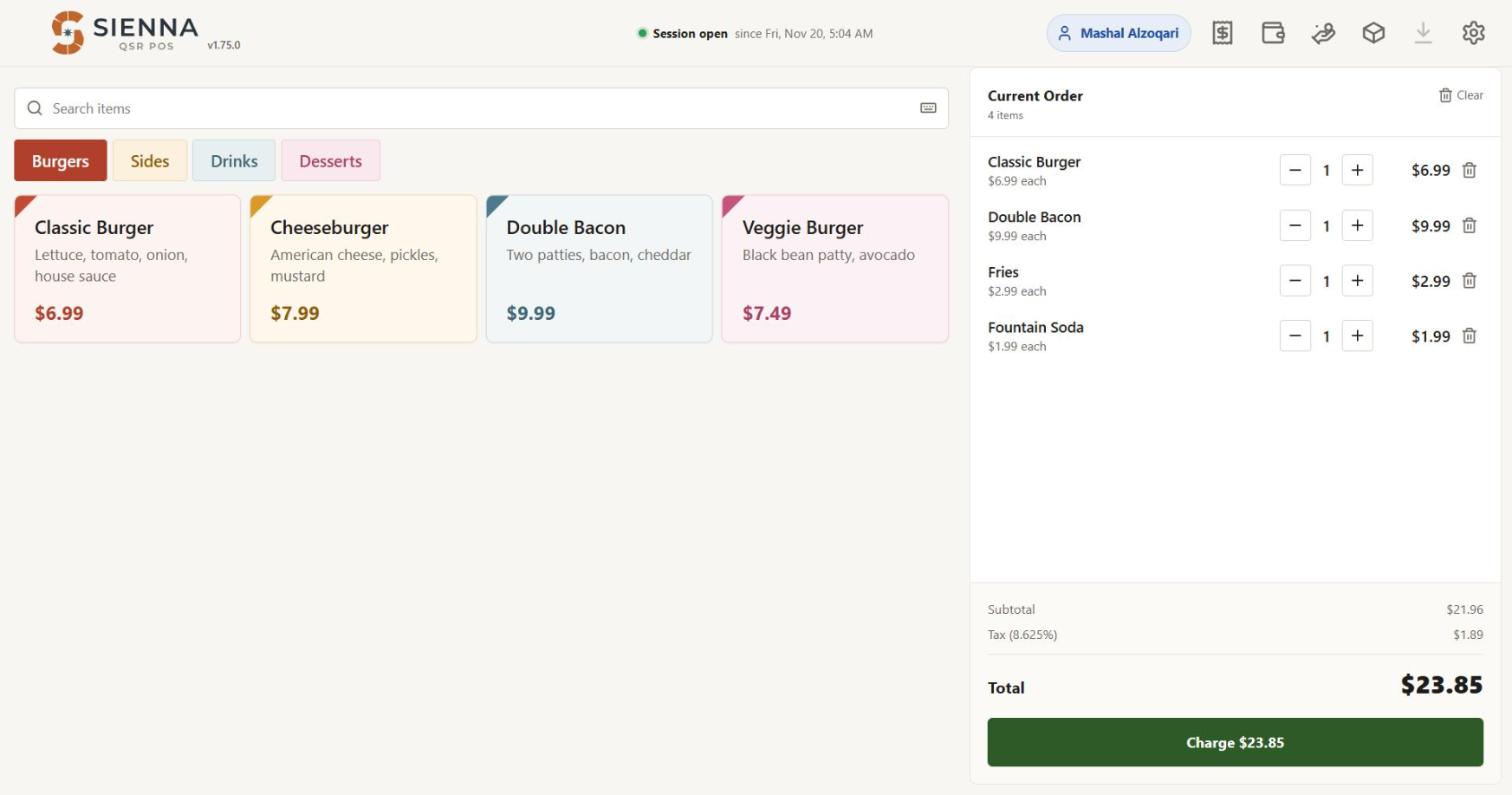 SIENNA
QSR POS
v1.75.0
Session open since Fri, Nov 20, 5:04 AM
Mashal Alzoqari
Search items
Burgers
Sides
Drinks
Desserts
Classic Burger
Lettuce, tomato, onion,
house sauce
$6.99
Cheeseburger
American cheese, pickles,
mustard
$7.99
Double Bacon
Two patties, bacon, cheddar
$9.99
Veggie Burger
Black bean patty, avocado
$7.49
Current Order
4 items
Clear
Classic Burger
$6.99 each
1
$6.99
Double Bacon
$9.99 each
1
$9.99
Fries
$2.99 each
1
$2.99
Fountain Soda
$1.99 each
1
$1.99
Subtotal $21.96
Tax (8.625%) $1.89
Total $23.85
Charge $23.85